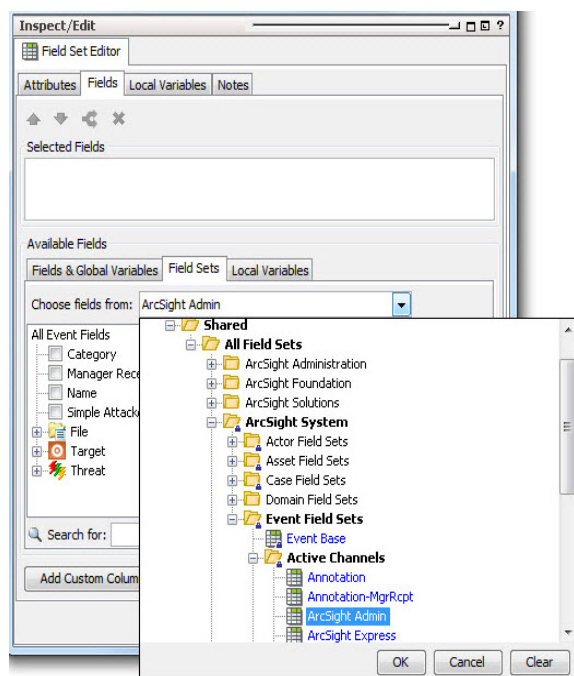 Inspect/Edit
?
Field Set Editor
Attributes Fields Local Variables Notes
Selected Fields
Available Fields
Fields & Global Variables Field Sets Local Variables
Choose fields from: ArcSight Admin
All Event Fields
Category
Manager Rece
Name
Simple Attack
File
Target
Threat
Search for:
Add Custom Colum
Shared
All Field Sets
ArcSight Administration
ArcSight Foundation
ArcSight Solutions
ArcSight System
Actor Field Sets
Asset Field Sets
Case Field Sets
Domain Field Sets
Event Field Sets
Event Base
Active Channels
Annotation
Annotation-MgrRcpt
ArcSight Admin
ArcSight Express
OK Cancel Clear